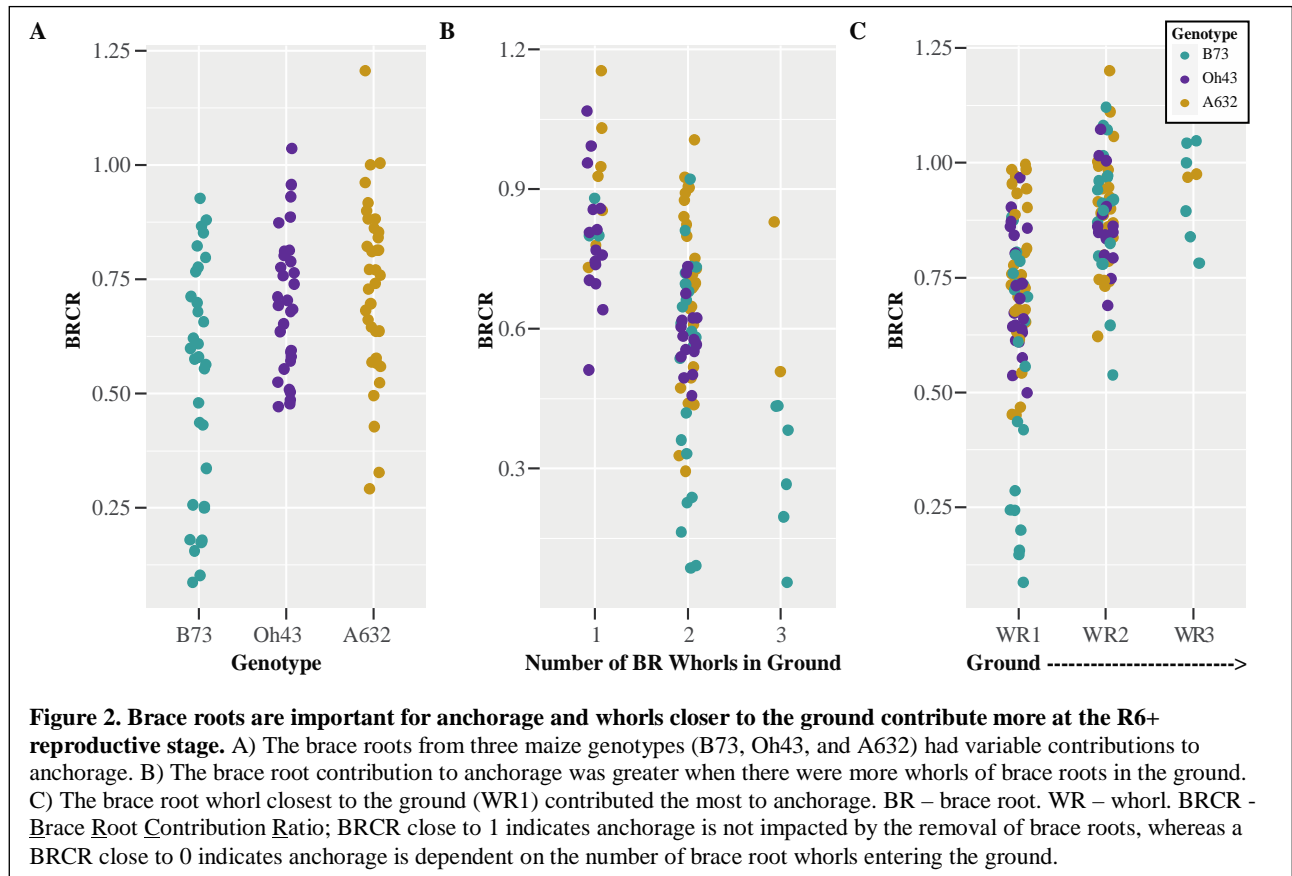 A
1.25
1.00
0.75
0.50
0.25
BRCR
B73
Oh43
A632
Genotype
B
1.2
0.9
0.6
0.3
BRCR
1
2
3
Number of BR Whorls in Ground
C
1.25
1.00
0.75
0.50
0.25
BRCR
WR1
WR2
WR3
Ground -------------------------->
Genotype
B73
Oh43
A632
Figure 2. Brace roots are important for anchorage and whorls closer to the ground contribute more at the R6+
reproductive stage. A) The brace roots from three maize genotypes (B73, Oh43, and A632) had variable contributions to
anchorage. B) The brace root contribution to anchorage was greater when there were more whorls of brace roots in the ground.
C) The brace root whorl closest to the ground (WR1) contributed the most to anchorage. BR – brace root. WR – whorl. BRCR -
Brace Root Contribution Ratio; BRCR close to 1 indicates anchorage is not impacted by the removal of brace roots, whereas a
BRCR close to 0 indicates anchorage is dependent on the number of brace root whorls entering the ground.